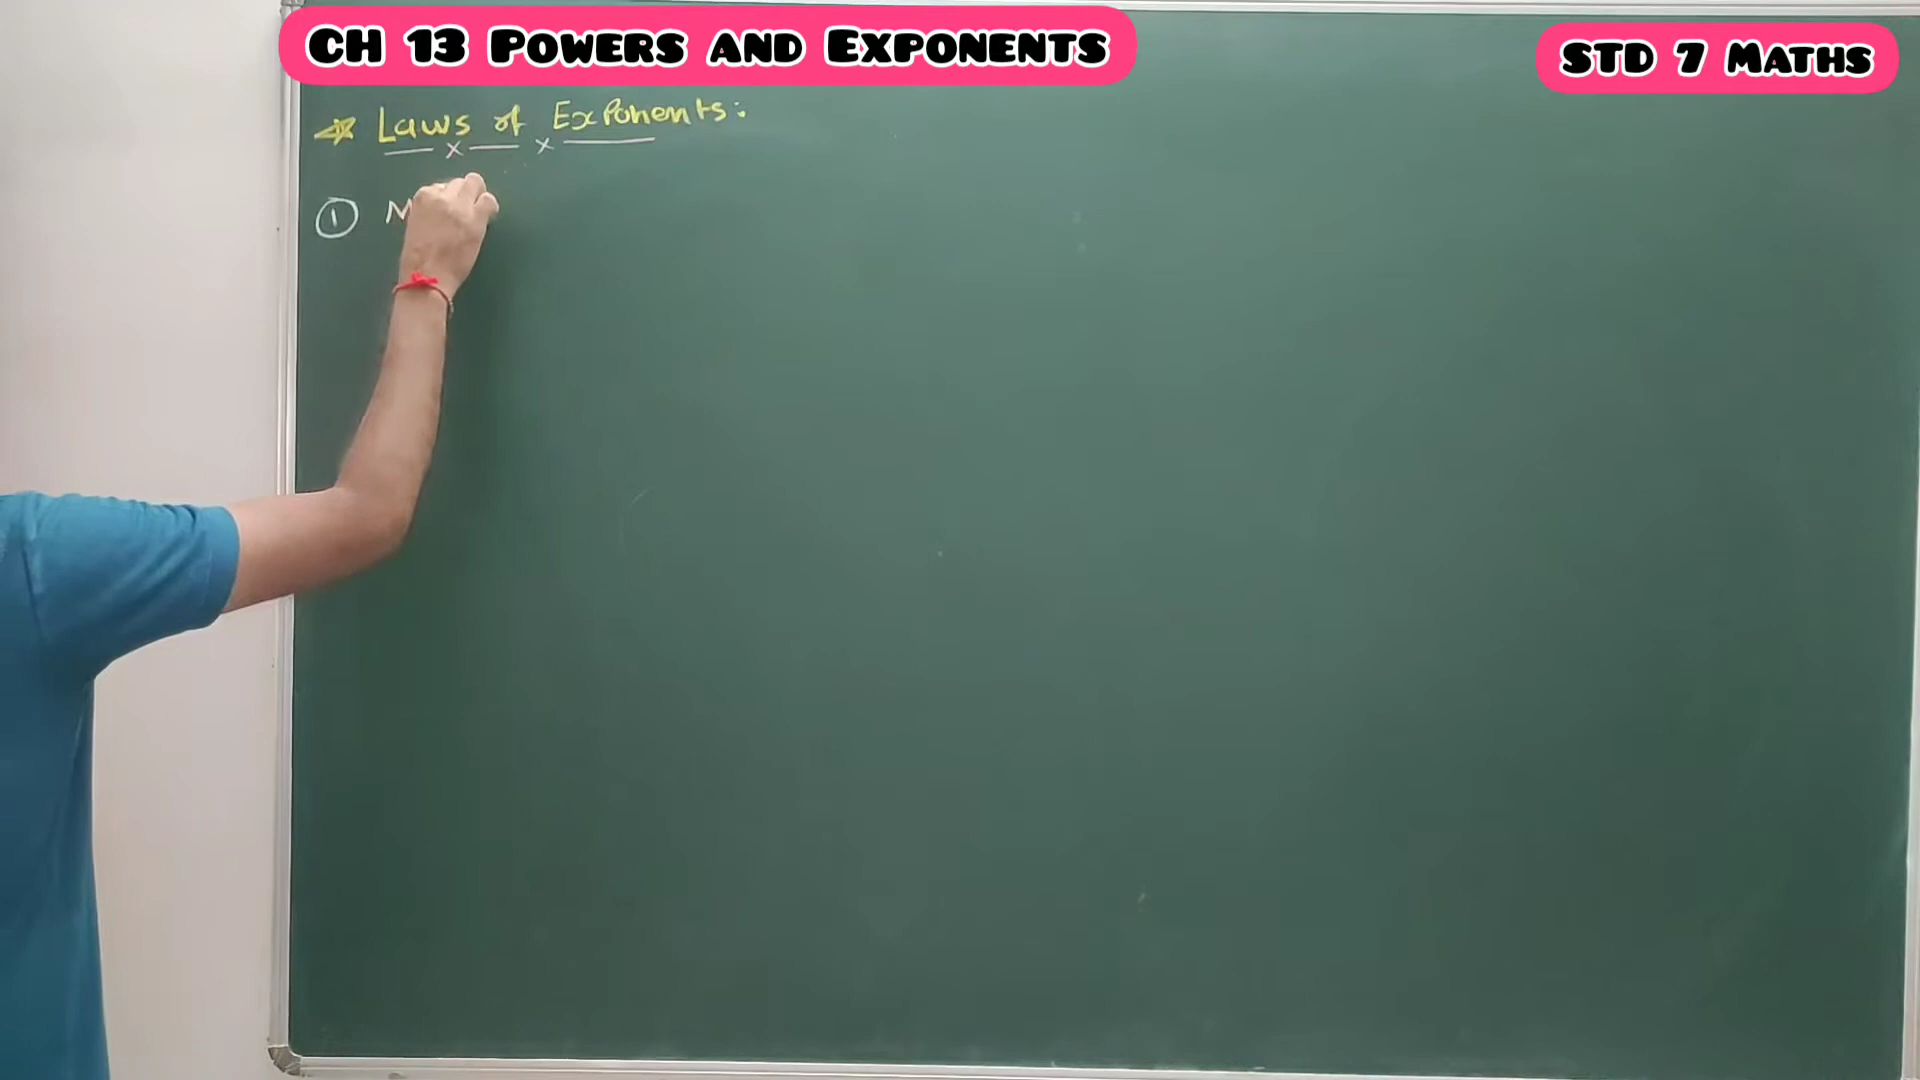 CH 13 POWERS AND EXPONENTS
STD 7 MATHS
Laws of Exponents:
① M